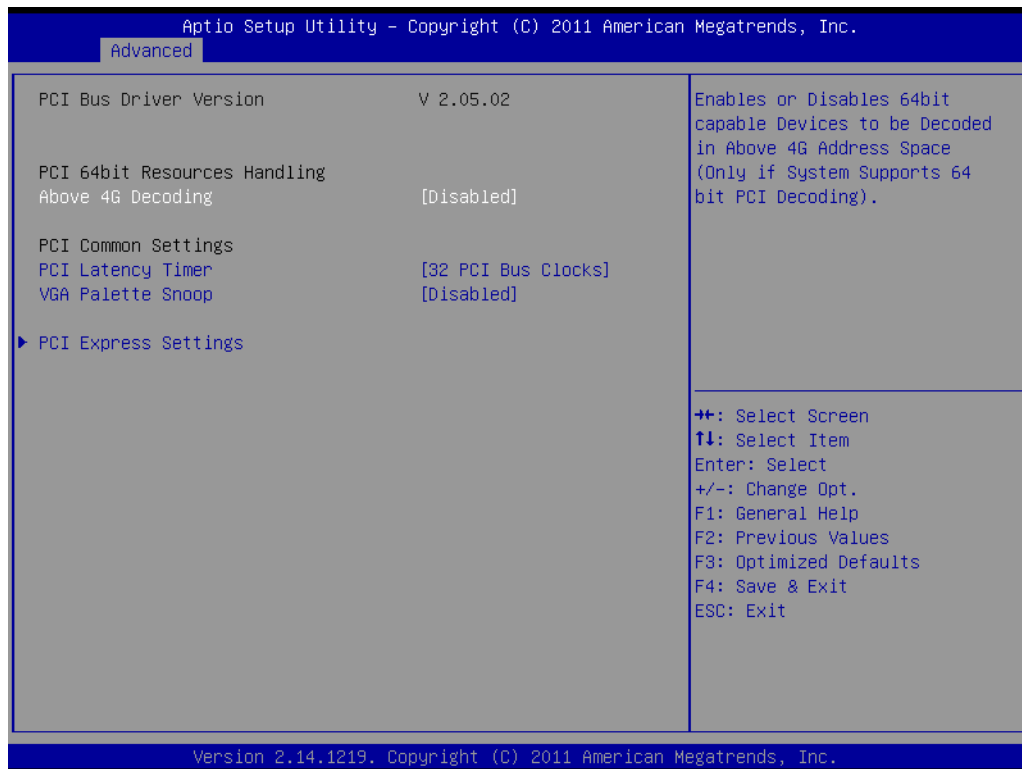 Aptio Setup Utility – Copyright (C) 2011 American Megatrends, Inc.
Advanced
PCI Bus Driver Version V 2.05.02
PCI 64bit Resources Handling
Above 4G Decoding [Disabled]
PCI Common Settings
PCI Latency Timer [32 PCI Bus Clocks]
VGA Palette Snoop [Disabled]
PCI Express Settings
Enables or Disables 64bit
capable Devices to be Decoded
in Above 4G Address Space
(Only if System Supports 64
bit PCI Decoding).
→←: Select Screen
↑↓: Select Item
Enter: Select
+/-: Change Opt.
F1: General Help
F2: Previous Values
F3: Optimized Defaults
F4: Save & Exit
ESC: Exit
Version 2.14.1219. Copyright (C) 2011 American Megatrends, Inc.